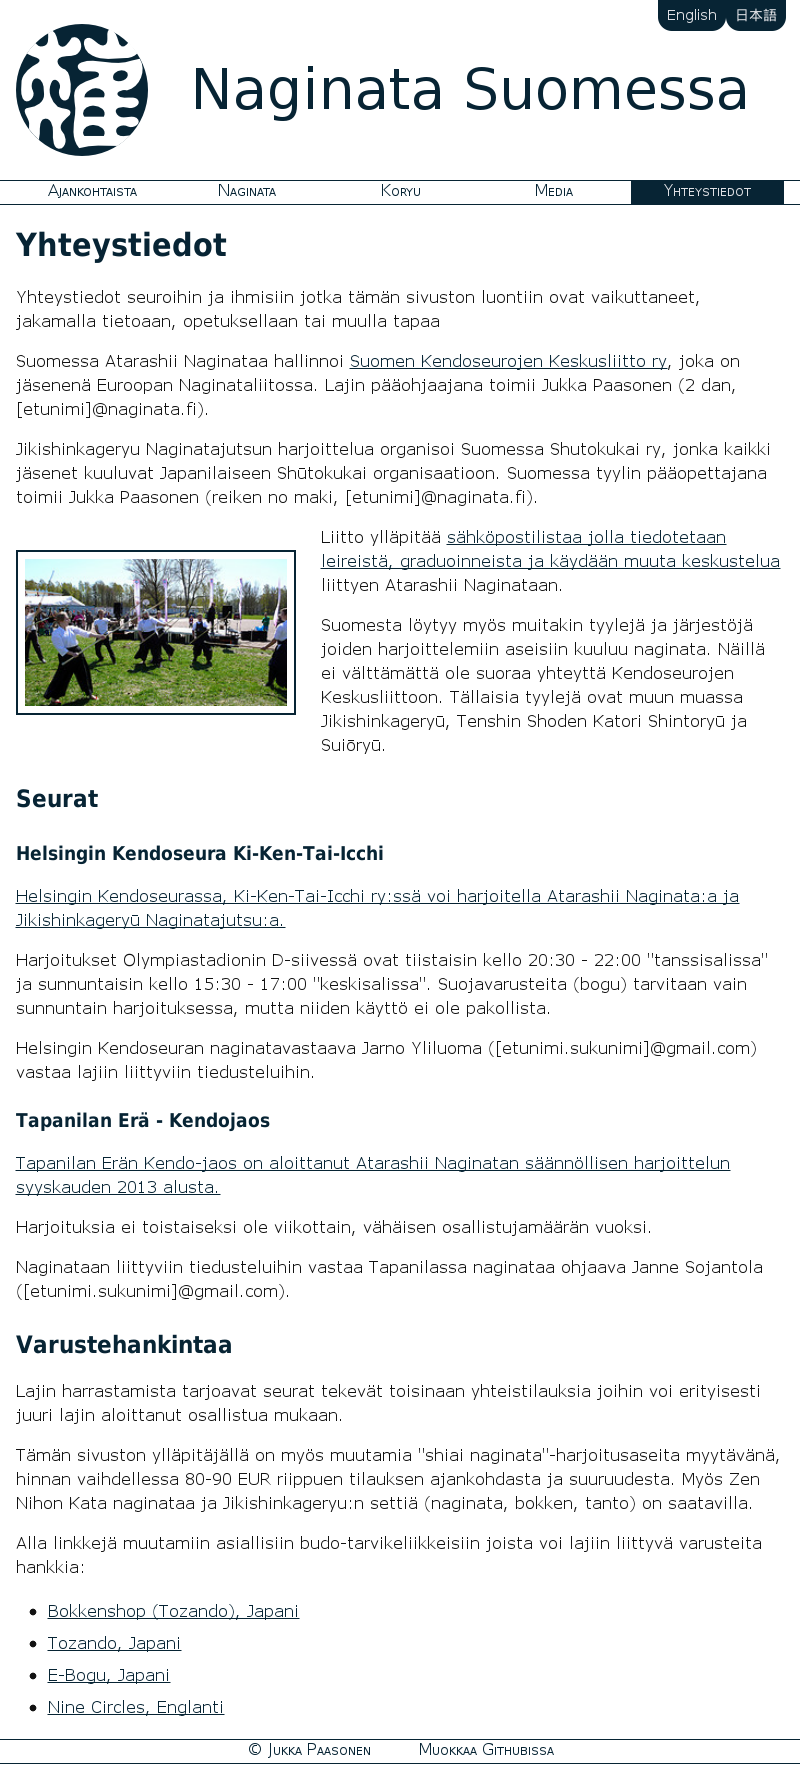 English 日本語
Naginata Suomessa
Ajankohtaista Naginata Koryu Media Yhteystiedot
Yhteystiedot
Yhteystiedot seuroihin ja ihmisiin jotka tämän sivuston luontiin ovat vaikuttaneet,
jakamalla tietoaan, opetuksellaan tai muulla tapaa
Suomessa Atarashii Naginataa hallinnoi Suomen Kendoseurojen Keskusliitto ry, joka on
jäsenenä Euroopan Naginataliitossa. Lajin pääohjaajana toimii Jukka Paasonen (2 dan,
[etunimi]@naginata.fi).
Jikishinkageryu Naginatajutsun harjoittelua organisoi Suomessa Shutokukai ry, jonka kaikki
jäsenet kuuluvat Japanilaiseen Shūtokukai organisaatioon. Suomessa tyylin pääopettajana
toimii Jukka Paasonen (reiken no maki, [etunimi]@naginata.fi).
Liitto ylläpitää sähköpostilistaa jolla tiedotetaan
leireistä, graduoinneista ja käydään muuta keskustelua
liittyen Atarashii Naginataan.
Suomesta löytyy myös muitakin tyylejä ja järjestöjä
joiden harjoittelemiin aseisiin kuuluu naginata. Näillä
ei välttämättä ole suoraa yhteyttä Kendoseurojen
Keskusliittoon. Tällaisia tyylejä ovat muun muassa
Jikishinkageryū, Tenshin Shoden Katori Shintoryū ja
Suiōryū.
Seurat
Helsingin Kendoseura Ki-Ken-Tai-Icchi
Helsingin Kendoseurassa, Ki-Ken-Tai-Icchi ry:ssä voi harjoitella Atarashii Naginata:a ja
Jikishinkageryū Naginatajutsu:a.
Harjoitukset Olympiastadionin D-siivessä ovat tiistaisin kello 20:30 - 22:00 "tanssisalissa"
ja sunnuntaisin kello 15:30 - 17:00 "keskisalissa". Suojavarusteita (bogu) tarvitaan vain
sunnuntain harjoituksessa, mutta niiden käyttö ei ole pakollista.
Helsingin Kendoseuran naginatavastaava Jarno Yliluoma ([etunimi.sukunimi]@gmail.com)
vastaa lajiin liittyviin tiedusteluihin.
Tapanilan Erä - Kendojaos
Tapanilan Erän Kendo-jaos on aloittanut Atarashii Naginatan säännöllisen harjoittelun
syyskauden 2013 alusta.
Harjoituksia ei toistaiseksi ole viikottain, vähäisen osallistujamäärän vuoksi.
Naginataan liittyviin tiedusteluihin vastaa Tapanilassa naginataa ohjaava Janne Sojantola
([etunimi.sukunimi]@gmail.com).
Varustehankintaa
Lajin harrastamista tarjoavat seurat tekevät toisinaan yhteistilauksia joihin voi erityisesti
juuri lajin aloittanut osallistua mukaan.
Tämän sivuston ylläpitäjällä on myös muutamia "shiai naginata"-harjoitusaseita myytävänä,
hinnan vaihdellessa 80-90 EUR riippuen tilauksen ajankohdasta ja suuruudesta. Myös Zen
Nihon Kata naginataa ja Jikishinkageryu:n settiä (naginata, bokken, tanto) on saatavilla.
Alla linkkejä muutamiin asiallisiin budo-tarvikeliikkeisiin joista voi lajiin liittyvä varusteita
hankkia:
• Bokkenshop (Tozando), Japani
• Tozando, Japani
• E-Bogu, Japani
• Nine Circles, Englanti
© Jukka Paasonen Muokkaa Githubissa